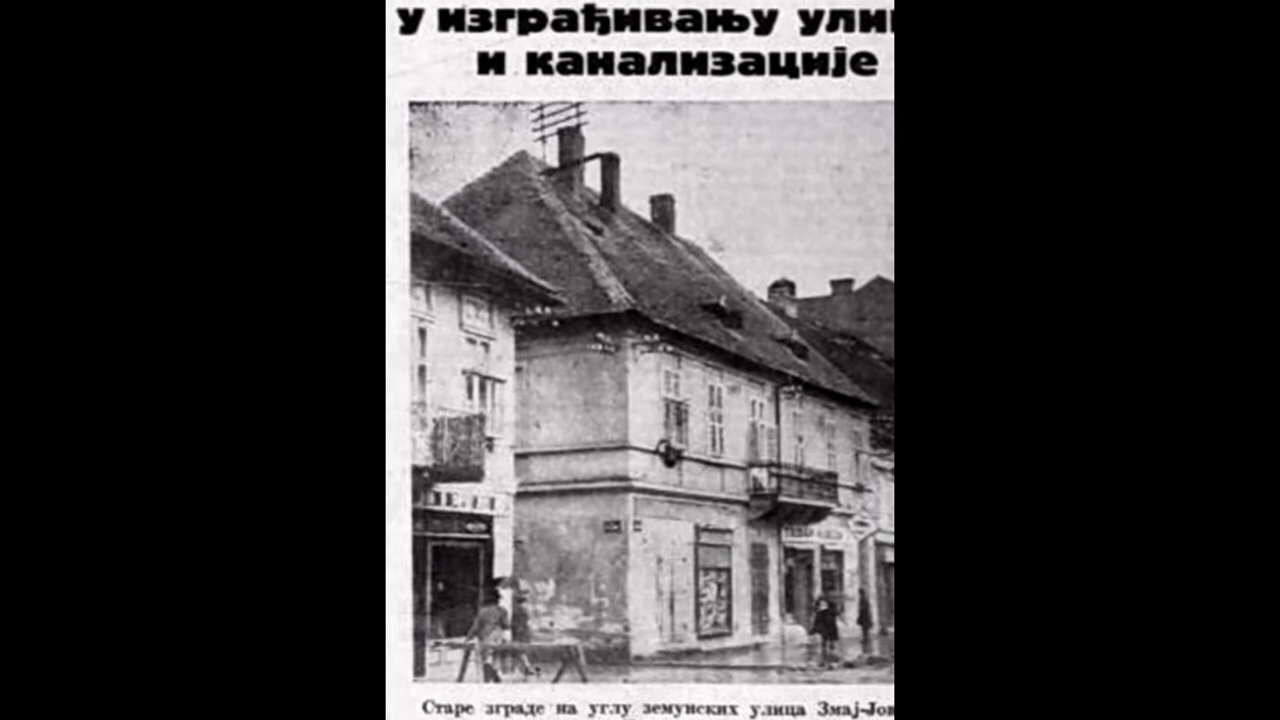 у изграђивању ули
и канализације
Старе зграде на углу земунских улица Змај-Јов